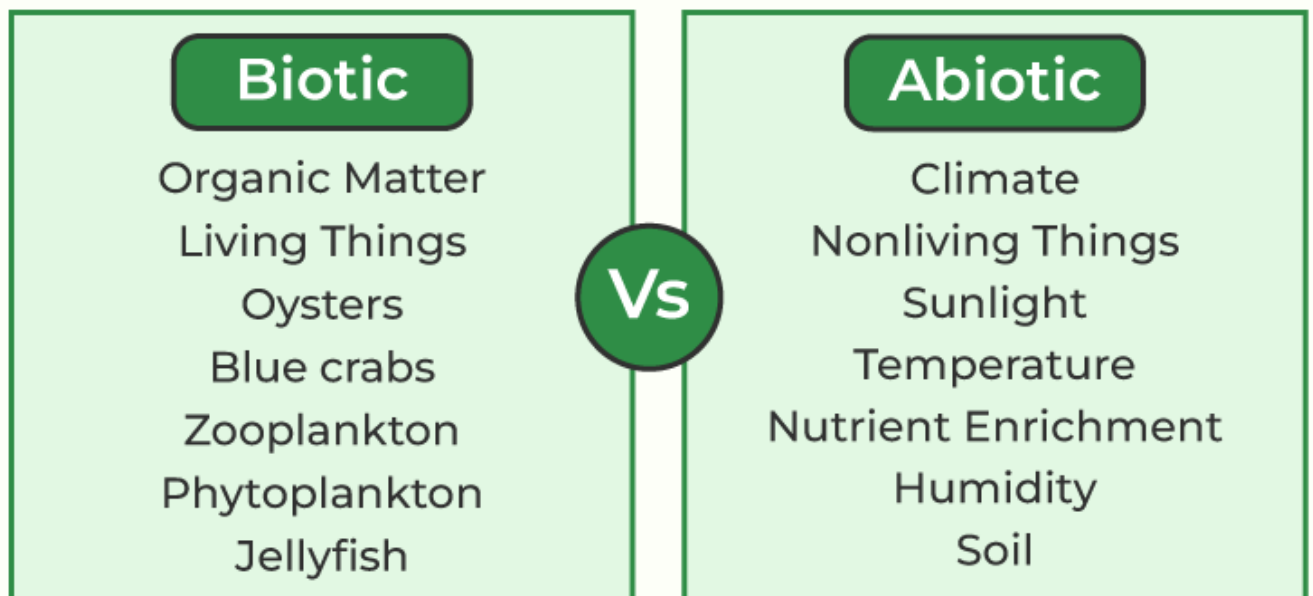 Biotic
Organic Matter
Living Things
Oysters
Blue crabs
Zooplankton
Phytoplankton
Jellyfish
Vs
Abiotic
Climate
Nonliving Things
Sunlight
Temperature
Nutrient Enrichment
Humidity
Soil